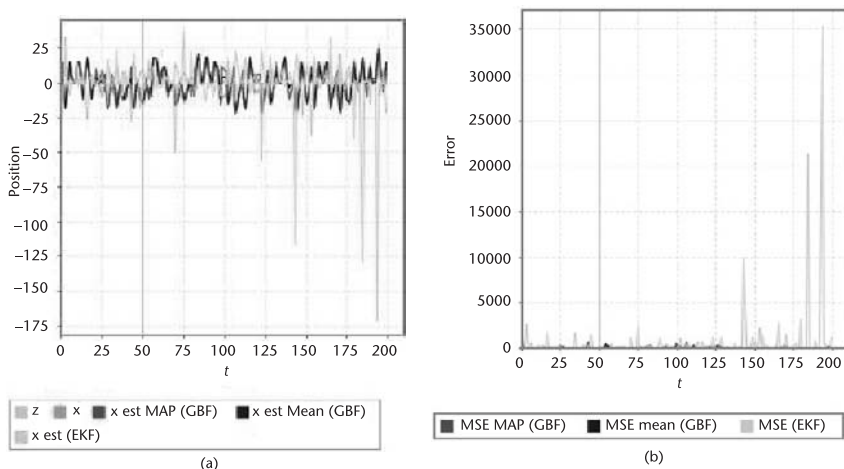 25
0
−25
−50
−75
−100
−125
−150
−175
Position
0 25 50 75 100 125 150 175 200
t
z x x est MAP (GBF) x est Mean (GBF)
x est (EKF)
(a)
35000
30000
25000
20000
15000
10000
5000
0
Error
0 25 50 75 100 125 150 175 200
t
MSE MAP (GBF) MSE mean (GBF) MSE (EKF)
(b)